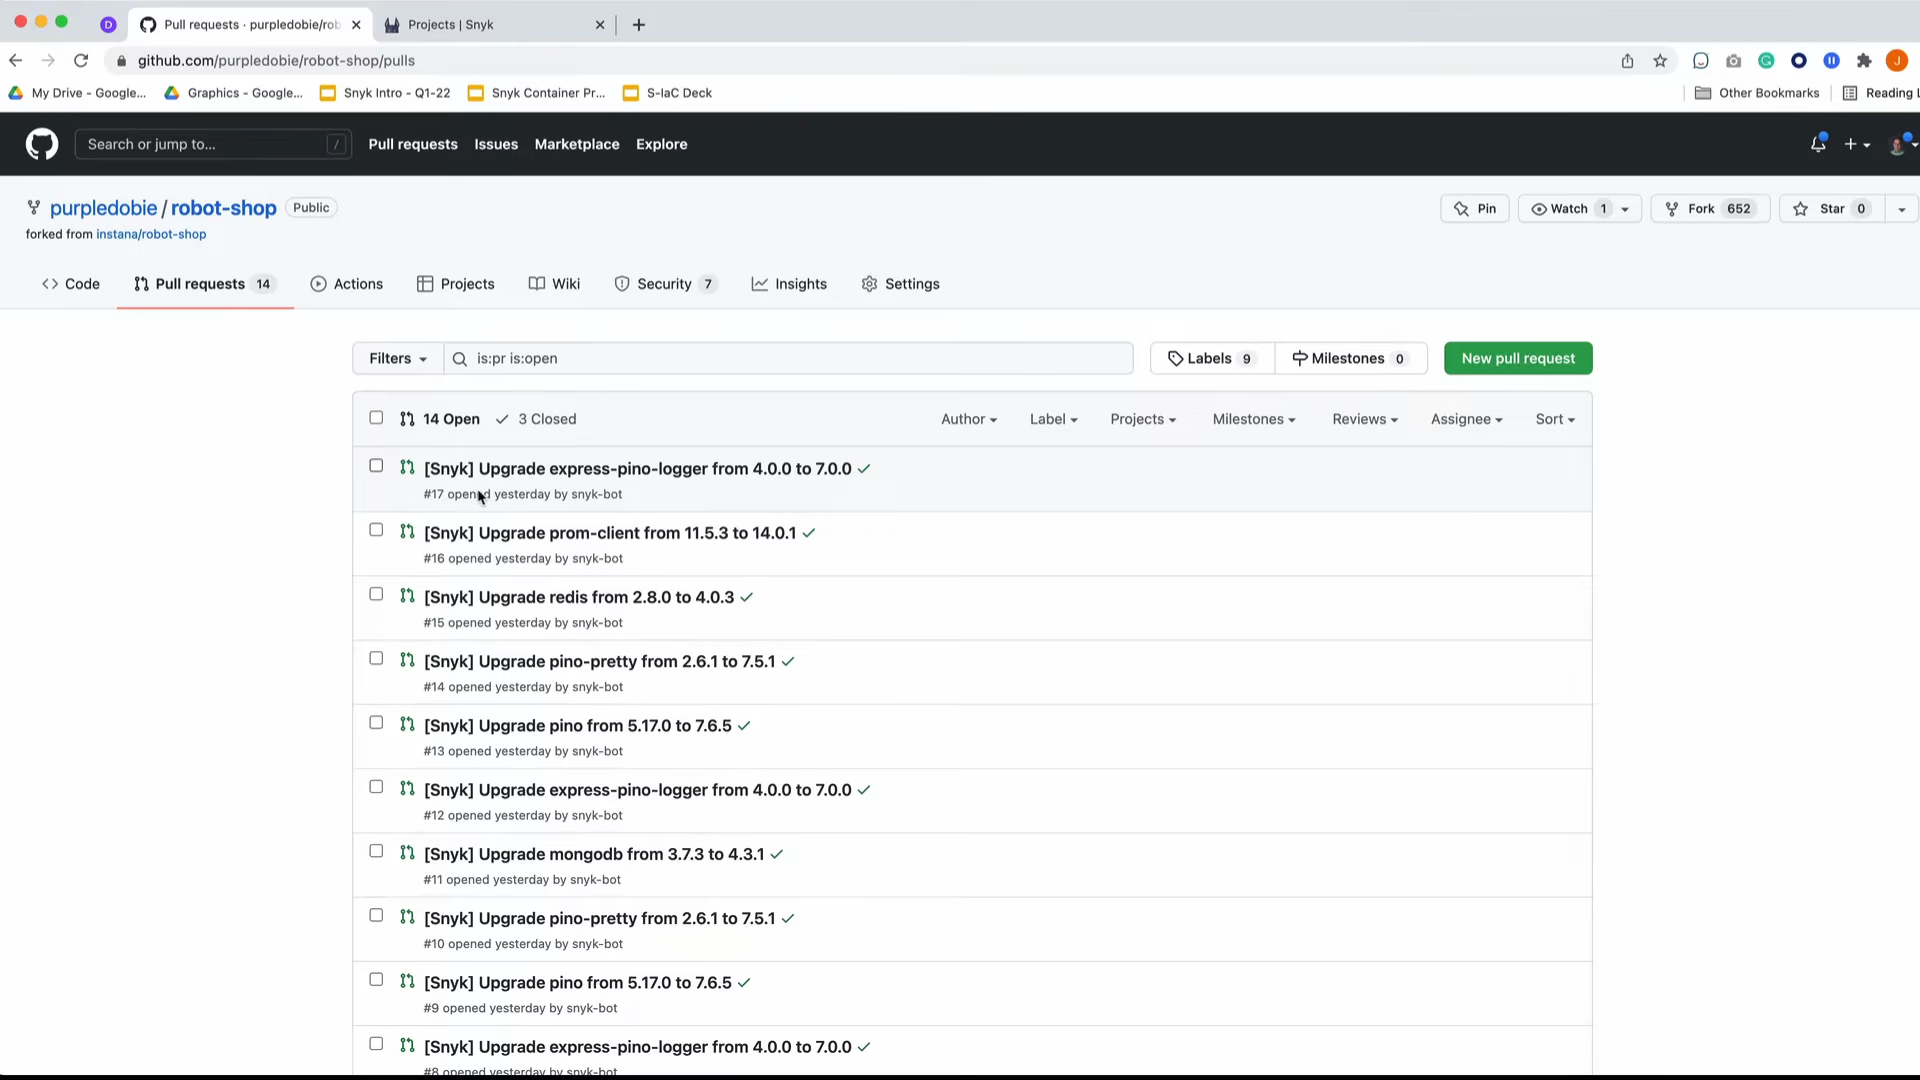 D
Pull requests · purpledobie/rob
Projects | Snyk
github.com/purpledobie/robot-shop/pulls
J
My Drive - Google...
Graphics - Google...
Snyk Intro - Q1-22
Snyk Container Pr...
S-IaC Deck
Other Bookmarks
Reading L
Search or jump to...
/
Pull requests
Issues
Marketplace
Explore
purpledobie / robot-shop
Public
Pin
Watch 1
Fork 652
Star 0
forked from instana/robot-shop
Code
Pull requests 14
Actions
Projects
Wiki
Security 7
Insights
Settings
Filters
is:pr is:open
Labels 9
Milestones 0
New pull request
14 Open
3 Closed
Author
Label
Projects
Milestones
Reviews
Assignee
Sort
[Snyk] Upgrade express-pino-logger from 4.0.0 to 7.0.0
#17 opened yesterday by snyk-bot
[Snyk] Upgrade prom-client from 11.5.3 to 14.0.1
#16 opened yesterday by snyk-bot
[Snyk] Upgrade redis from 2.8.0 to 4.0.3
#15 opened yesterday by snyk-bot
[Snyk] Upgrade pino-pretty from 2.6.1 to 7.5.1
#14 opened yesterday by snyk-bot
[Snyk] Upgrade pino from 5.17.0 to 7.6.5
#13 opened yesterday by snyk-bot
[Snyk] Upgrade express-pino-logger from 4.0.0 to 7.0.0
#12 opened yesterday by snyk-bot
[Snyk] Upgrade mongodb from 3.7.3 to 4.3.1
#11 opened yesterday by snyk-bot
[Snyk] Upgrade pino-pretty from 2.6.1 to 7.5.1
#10 opened yesterday by snyk-bot
[Snyk] Upgrade pino from 5.17.0 to 7.6.5
#9 opened yesterday by snyk-bot
[Snyk] Upgrade express-pino-logger from 4.0.0 to 7.0.0
#8 opened yesterday by snyk-bot